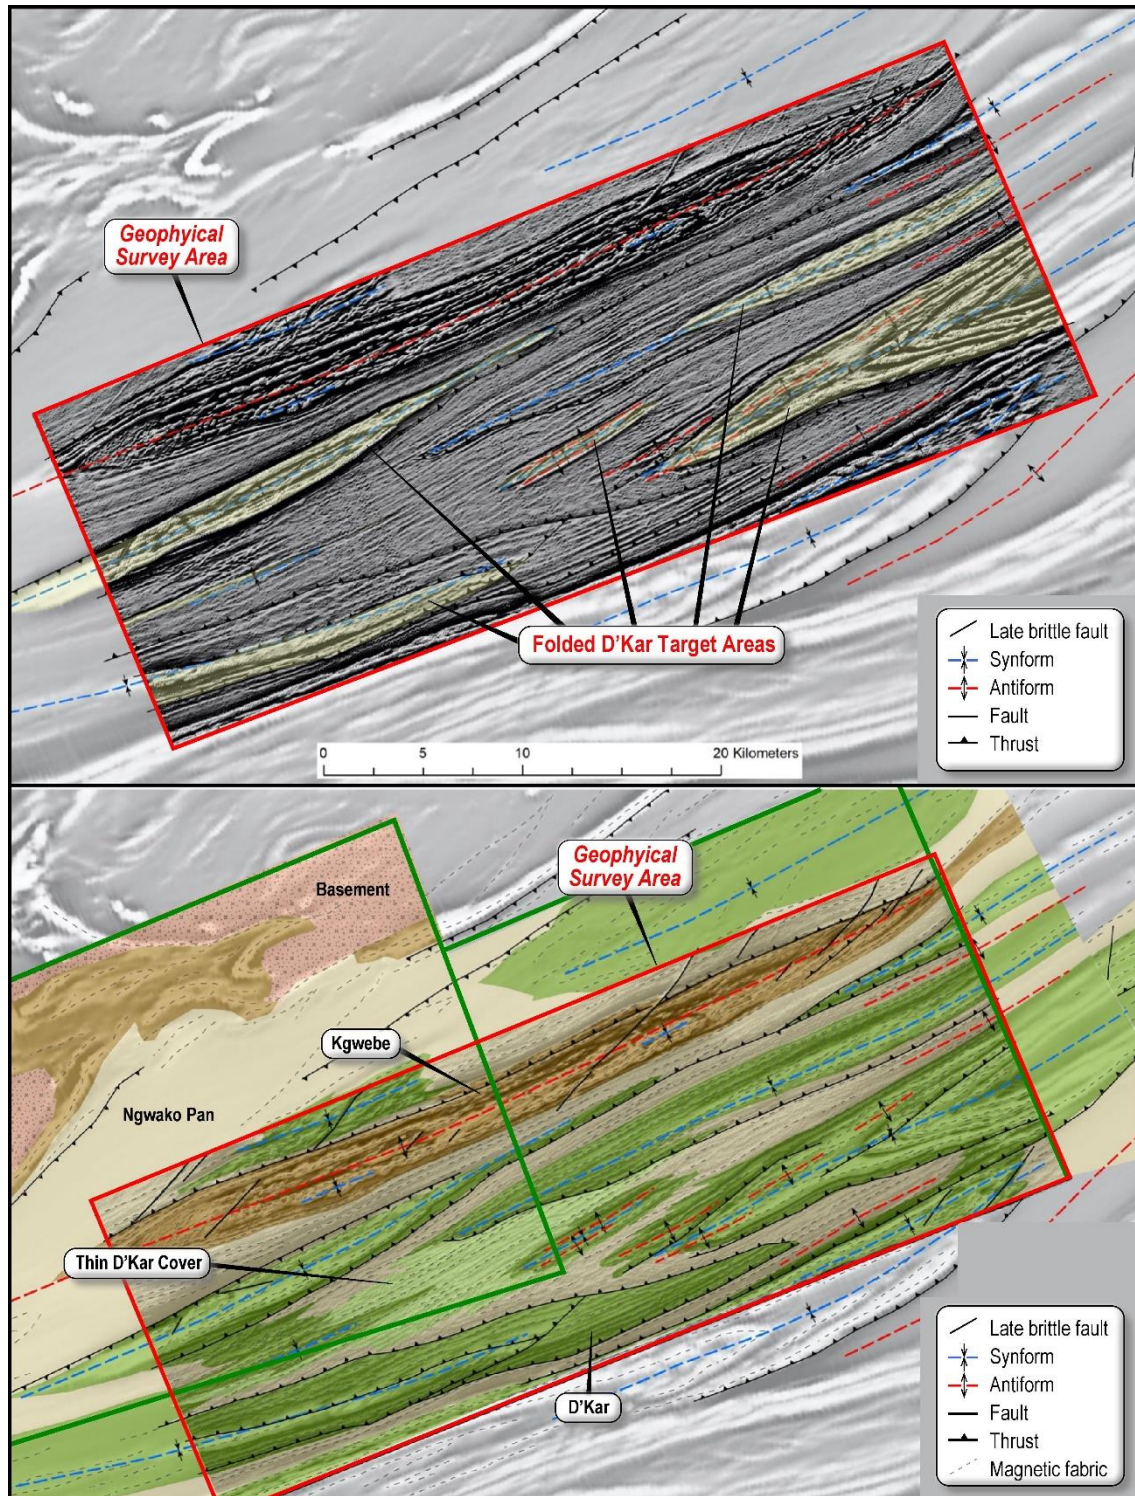 Geophyical
Survey Area
Folded D'Kar Target Areas
Late brittle fault
Synform
Antiform
Fault
Thrust
0 5 10 20 Kilometers
Geophyical
Survey Area
Basement
Kgwebe
Ngwako Pan
Thin D'Kar Cover
D'Kar
Late brittle fault
Synform
Antiform
Fault
Thrust
Magnetic fabric